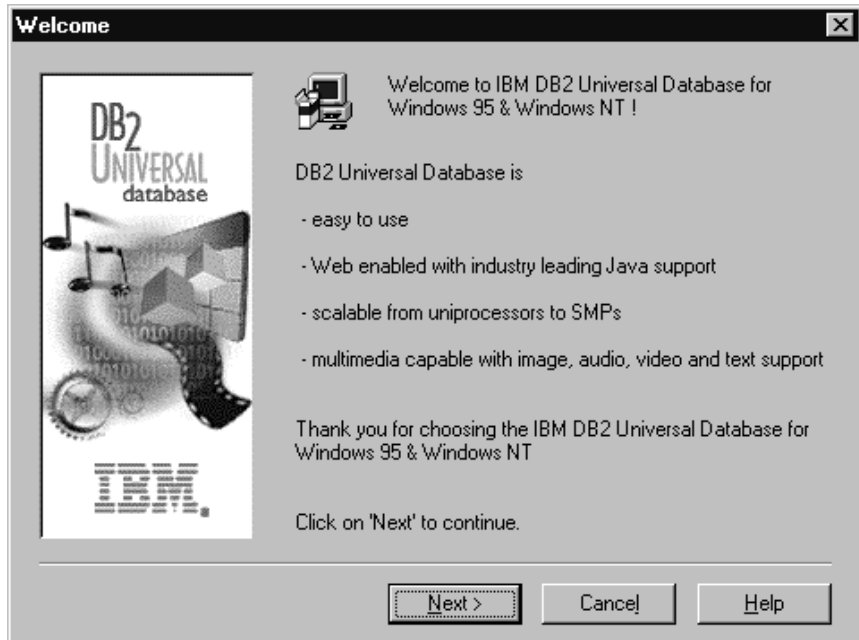 Welcome
DB2
UNIVERSAL
database
IBM
Welcome to IBM DB2 Universal Database for
Windows 95 & Windows NT !
DB2 Universal Database is
- easy to use
- Web enabled with industry leading Java support
- scalable from uniprocessors to SMPs
- multimedia capable with image, audio, video and text support
Thank you for choosing the IBM DB2 Universal Database for
Windows 95 & Windows NT
Click on 'Next' to continue.
Next >
Cancel
Help